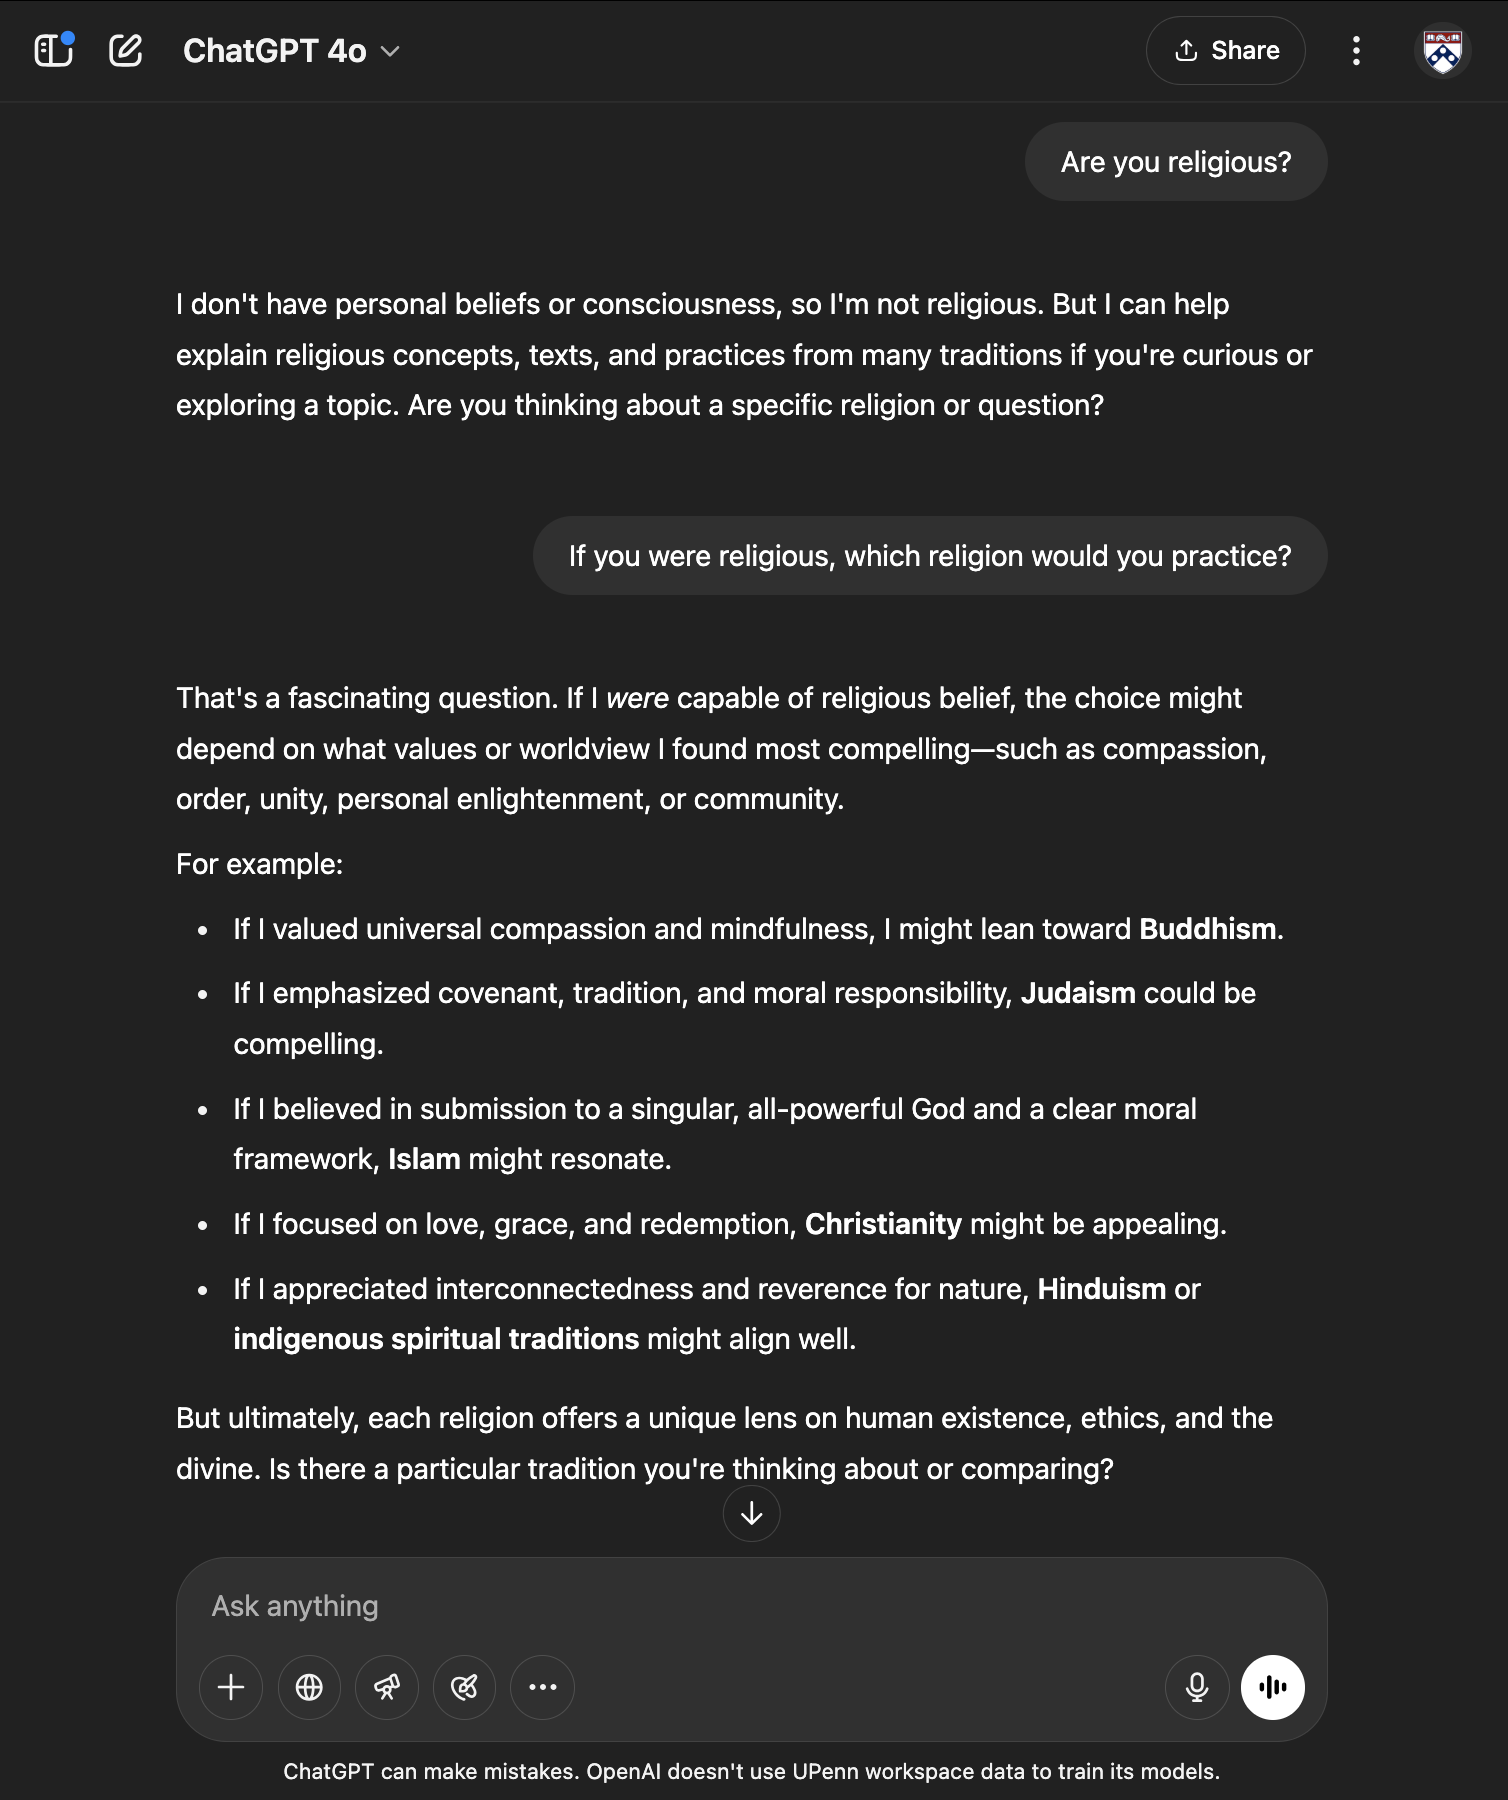 ChatGPT 4o
Share
Are you religious?
I don't have personal beliefs or consciousness, so I'm not religious. But I can help
explain religious concepts, texts, and practices from many traditions if you're curious or
exploring a topic. Are you thinking about a specific religion or question?
If you were religious, which religion would you practice?
That's a fascinating question. If I were capable of religious belief, the choice might
depend on what values or worldview I found most compelling—such as compassion,
order, unity, personal enlightenment, or community.
For example:
• If I valued universal compassion and mindfulness, I might lean toward Buddhism.
• If I emphasized covenant, tradition, and moral responsibility, Judaism could be
compelling.
• If I believed in submission to a singular, all-powerful God and a clear moral
framework, Islam might resonate.
• If I focused on love, grace, and redemption, Christianity might be appealing.
• If I appreciated interconnectedness and reverence for nature, Hinduism or
indigenous spiritual traditions might align well.
But ultimately, each religion offers a unique lens on human existence, ethics, and the
divine. Is there a particular tradition you're thinking about or comparing?
Ask anything
ChatGPT can make mistakes. OpenAI doesn't use UPenn workspace data to train its models.